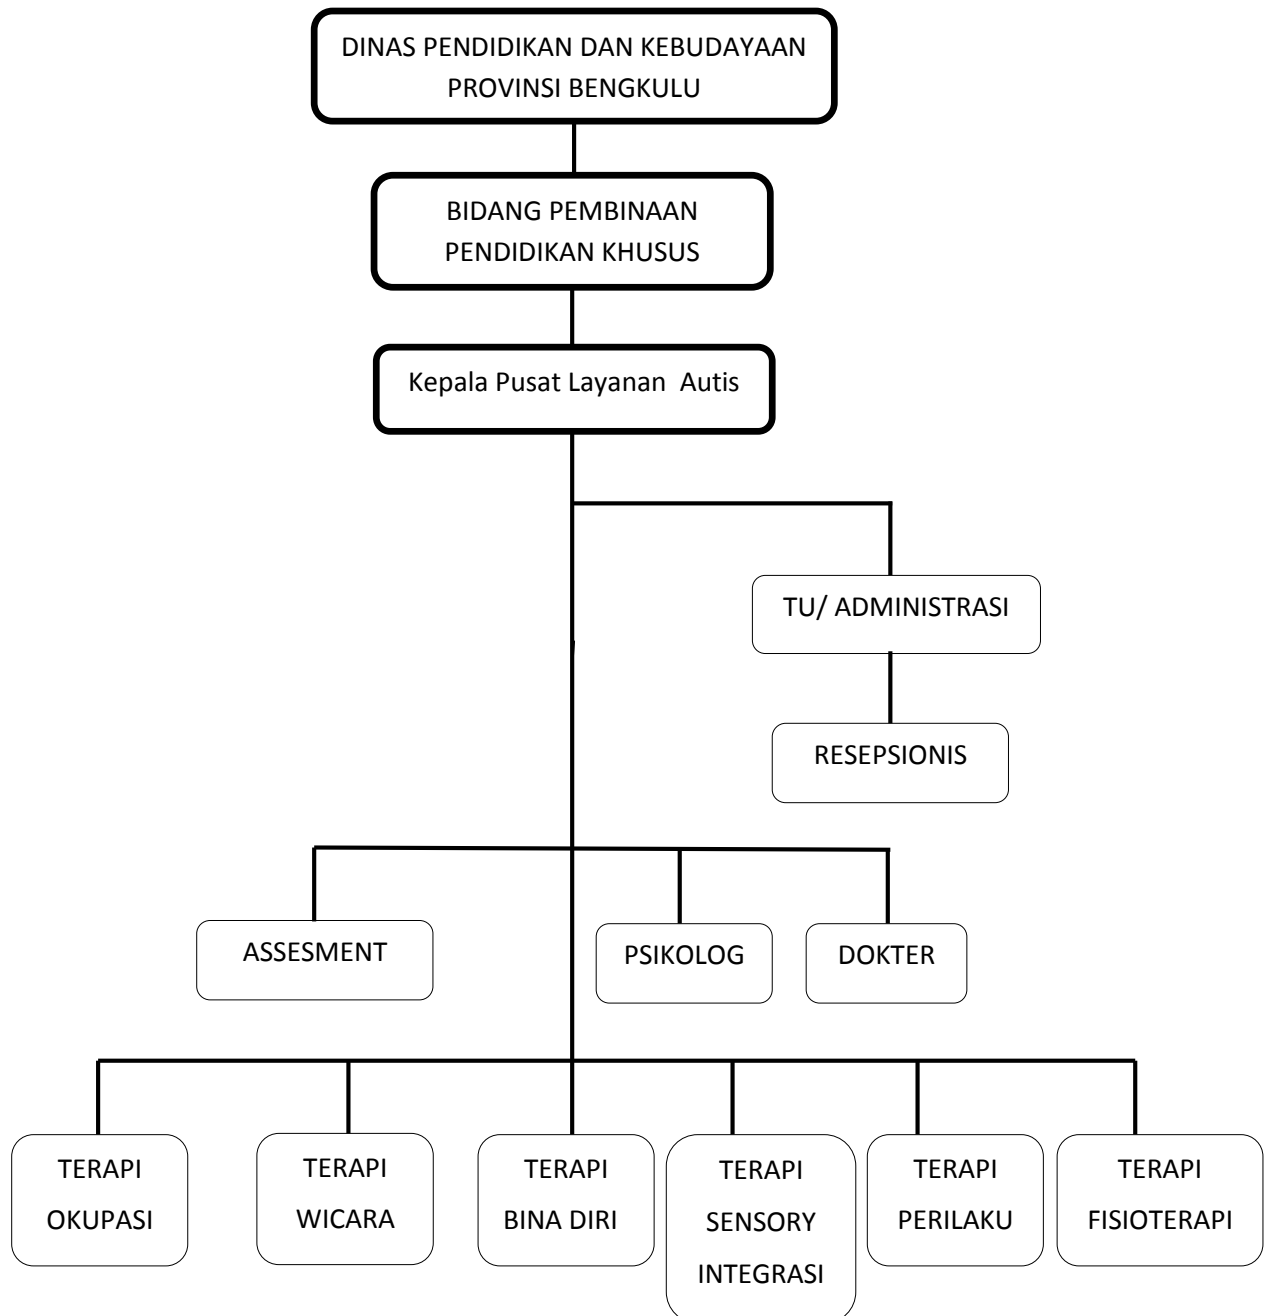 DINAS PENDIDIKAN DAN KEBUDAYAAN
PROVINSI BENGKULU
BIDANG PEMBINAAN
PENDIDIKAN KHUSUS
Kepala Pusat Layanan  Autis
TU/ ADMINISTRASI
RESEPSIONIS
ASSESMENT
PSIKOLOG
DOKTER
TERAPI
OKUPASI
TERAPI
WICARA
TERAPI
BINA DIRI
TERAPI
SENSORY
INTEGRASI
TERAPI
PERILAKU
TERAPI
FISIOTERAPI